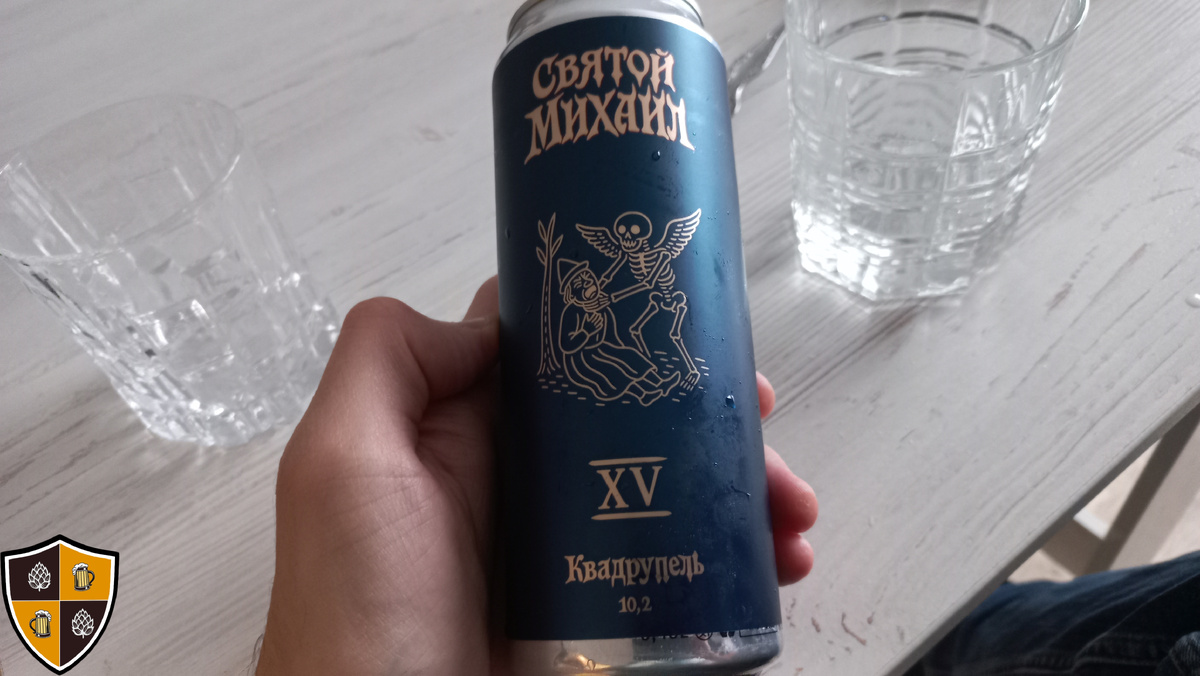 Святой
Михаил
XV
Квадрупель
10,2